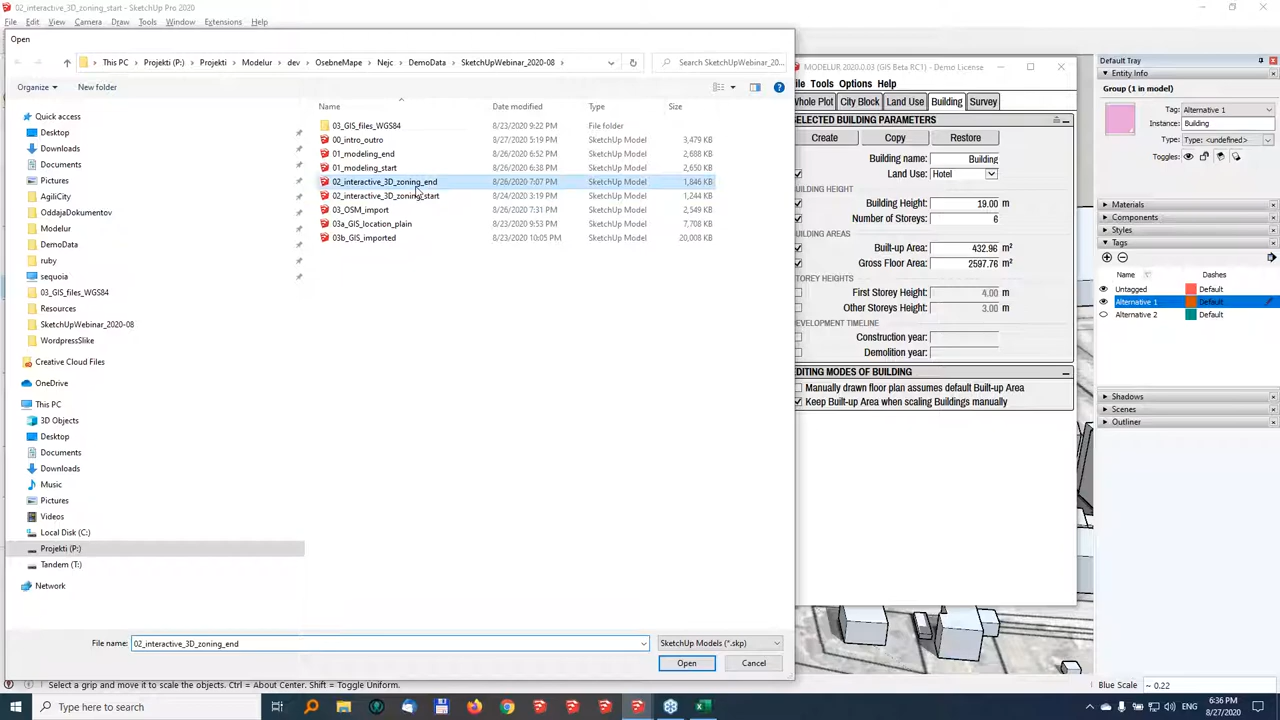 02_interactive_3D_zoning_start - SketchUp Pro 2020
File Edit View Camera Draw Tools Window Extensions Help
Open
This PC Projekti (P:) Projekti Modelur dev OsebneMape Nejc DemoData SketchUpWebinar_2020-08
Search SketchUpWebinar_20...
Organize New folder
Name Date modified Type Size
Quick access
Desktop
Downloads
Documents
Pictures
AgiliCity
OddajaDokumentov
Modelur
DemoData
ruby
sequoia
03_GIS_files_WGS84
Resources
SketchUpWebinar_2020-08
WordpressSlike
Creative Cloud Files
OneDrive
This PC
3D Objects
Desktop
Documents
Downloads
Music
Pictures
Videos
Local Disk (C:)
Projekti (P:)
Tandem (T:)
Network
03_GIS_files_WGS84 8/23/2020 9:22 PM File folder
00_intro_outro 8/27/2020 5:19 PM SketchUp Model 3,479 KB
01_modeling_end 8/26/2020 6:52 PM SketchUp Model 2,688 KB
01_modeling_start 8/26/2020 6:38 PM SketchUp Model 2,650 KB
02_interactive_3D_zoning_end 8/26/2020 7:07 PM SketchUp Model 1,846 KB
02_interactive_3D_zoning_start 8/24/2020 3:19 PM SketchUp Model 1,244 KB
03_OSM_import 8/26/2020 7:31 PM SketchUp Model 2,549 KB
03a_GIS_location_plain 8/23/2020 9:53 PM SketchUp Model 7,708 KB
03b_GIS_imported 8/23/2020 10:05 PM SketchUp Model 20,008 KB
File name: 02_interactive_3D_zoning_end
SketchUp Models (*.skp)
Open Cancel
MODELUR 2020.0.03 (GIS Beta RC1) - Demo License
ile Tools Options Help
Whole Plot City Block Land Use Building Survey
SELECTED BUILDING PARAMETERS
Create Copy Restore
Building name: Building
Land Use: Hotel
BUILDING HEIGHT
Building Height: 19.00 m
Number of Storeys: 6
BUILDING AREAS
Built-up Area: 432.96 m²
Gross Floor Area: 2597.76 m²
STOREY HEIGHTS
First Storey Height: 4.00 m
Other Storeys Height: 3.00 m
DEVELOPMENT TIMELINE
Construction year:
Demolition year:
EDITING MODES OF BUILDING
Manually drawn floor plan assumes default Built-up Area
Keep Built-up Area when scaling Buildings manually
Default Tray
Entity Info
Group (1 in model)
Tag: Alternative 1
Instance: Building
Type: Type: <undefined>
Toggles:
Materials
Components
Styles
Tags
Name Dashes
Untagged Default
Alternative 1 Default
Alternative 2 Default
Shadows
Scenes
Outliner
Select a grip and move it to scale the objects. Ctrl = About Center. Shift = Toggle Uniform.
Blue Scale ~ 0.22
Type here to search
6:36 PM
8/27/2020